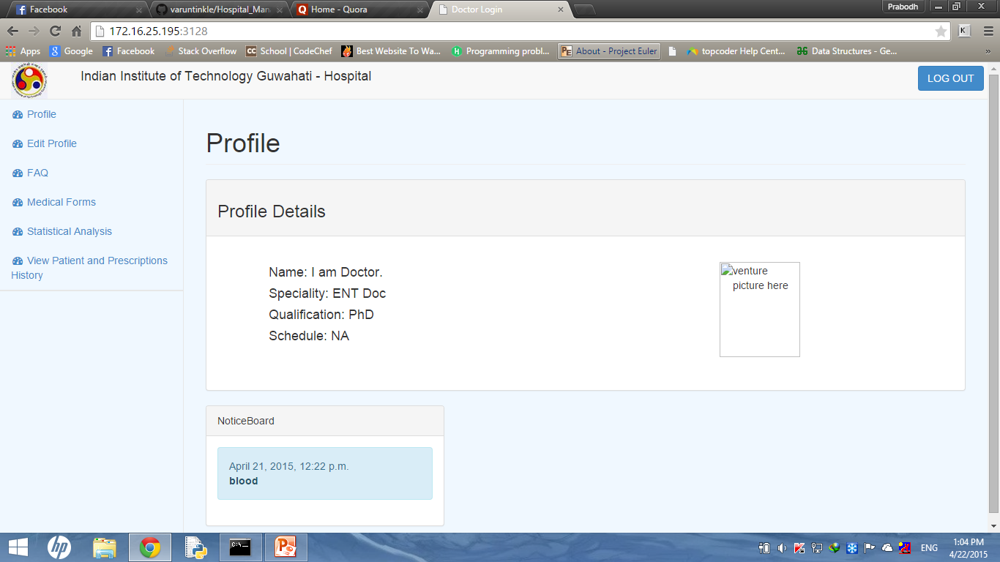 Facebook
varuntinkle/Hospital_Man
Home - Quora
Doctor Login
Prabodh
172.16.25.195:3128
K
Apps
Google
Facebook
Stack Overflow
CC School | CodeChef
Best Website To Wa...
H Programming probl...
PE About - Project Euler
topcoder Help Cent...
Data Structures - Ge...
»
Indian Institute of Technology Guwahati - Hospital
LOG OUT
Profile
Edit Profile
FAQ
Medical Forms
Statistical Analysis
View Patient and Prescriptions
History
Profile
Profile Details
Name: I am Doctor.
Speciality: ENT Doc
Qualification: PhD
Schedule: NA
venture
picture here
NoticeBoard
April 21, 2015, 12:22 p.m.
blood
hp
C:\
P
ENG
1:04 PM
4/22/2015